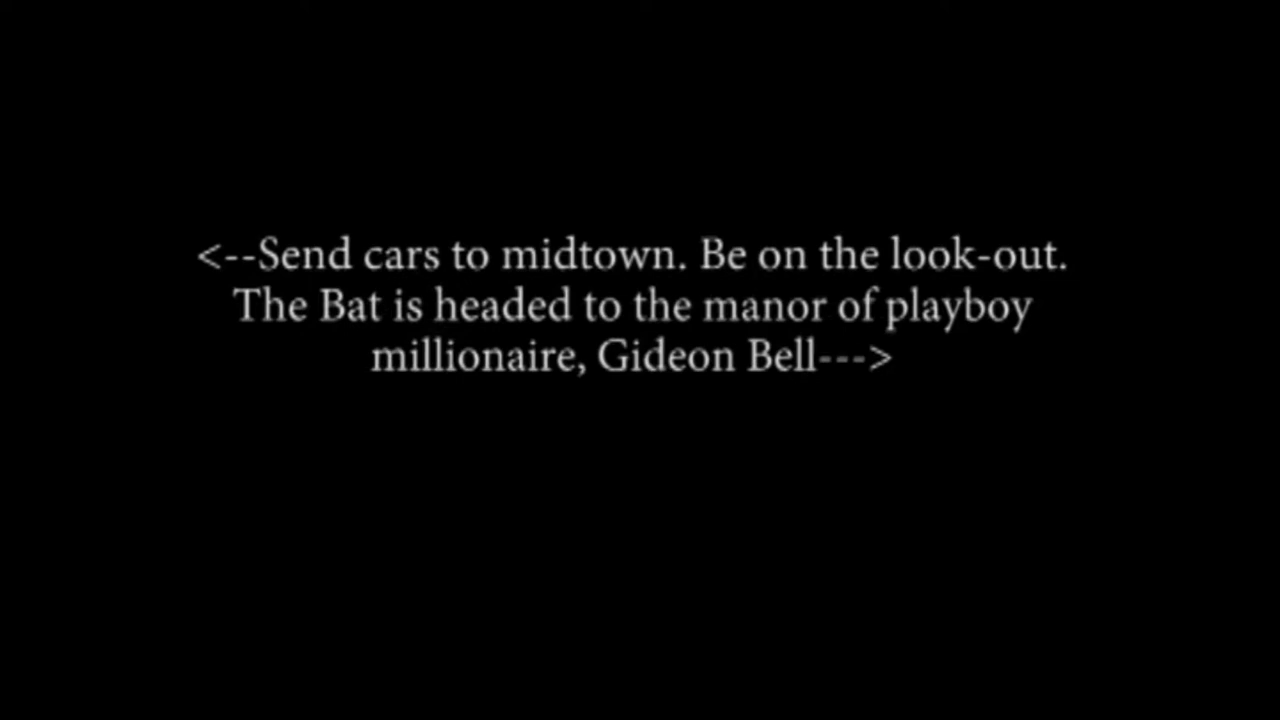 <--Send cars to midtown. Be on the look-out.
The Bat is headed to the manor of playboy
millionaire, Gideon Bell--->